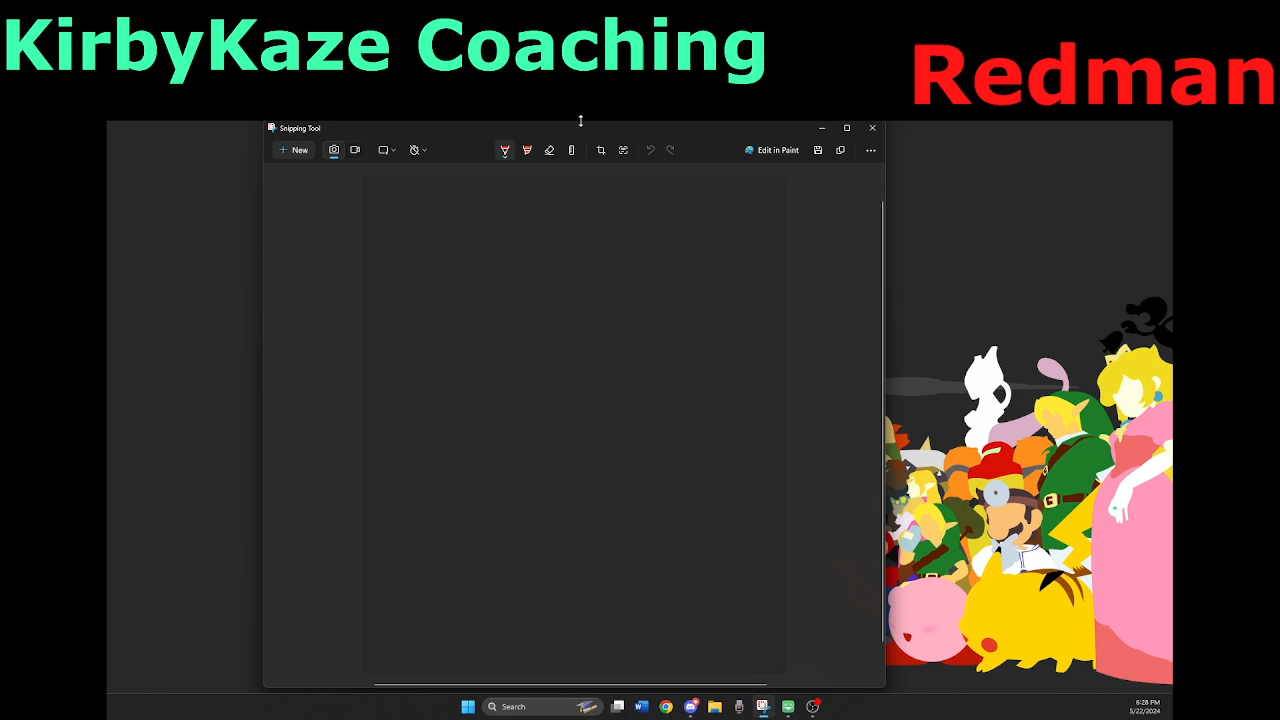 KirbyKaze Coaching
Redman
Snipping Tool
New
Edit in Paint
Search
6:28 PM
5/22/2024